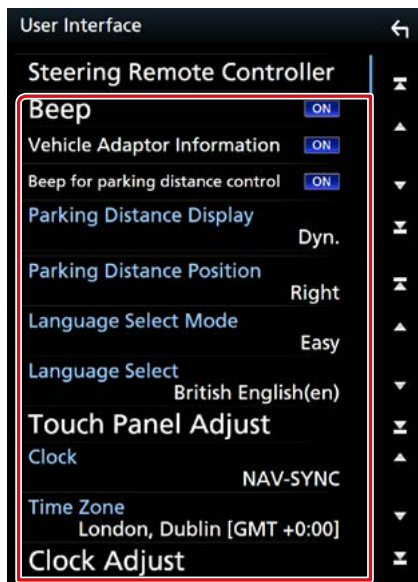 User Interface
Steering Remote Controller
Beep ON
Vehicle Adaptor Information ON
Beep for parking distance control ON
Parking Distance Display
Dyn.
Parking Distance Position
Right
Language Select Mode
Easy
Language Select
British English(en)
Touch Panel Adjust
Clock
NAV-SYNC
Time Zone
London, Dublin [GMT +0:00]
Clock Adjust